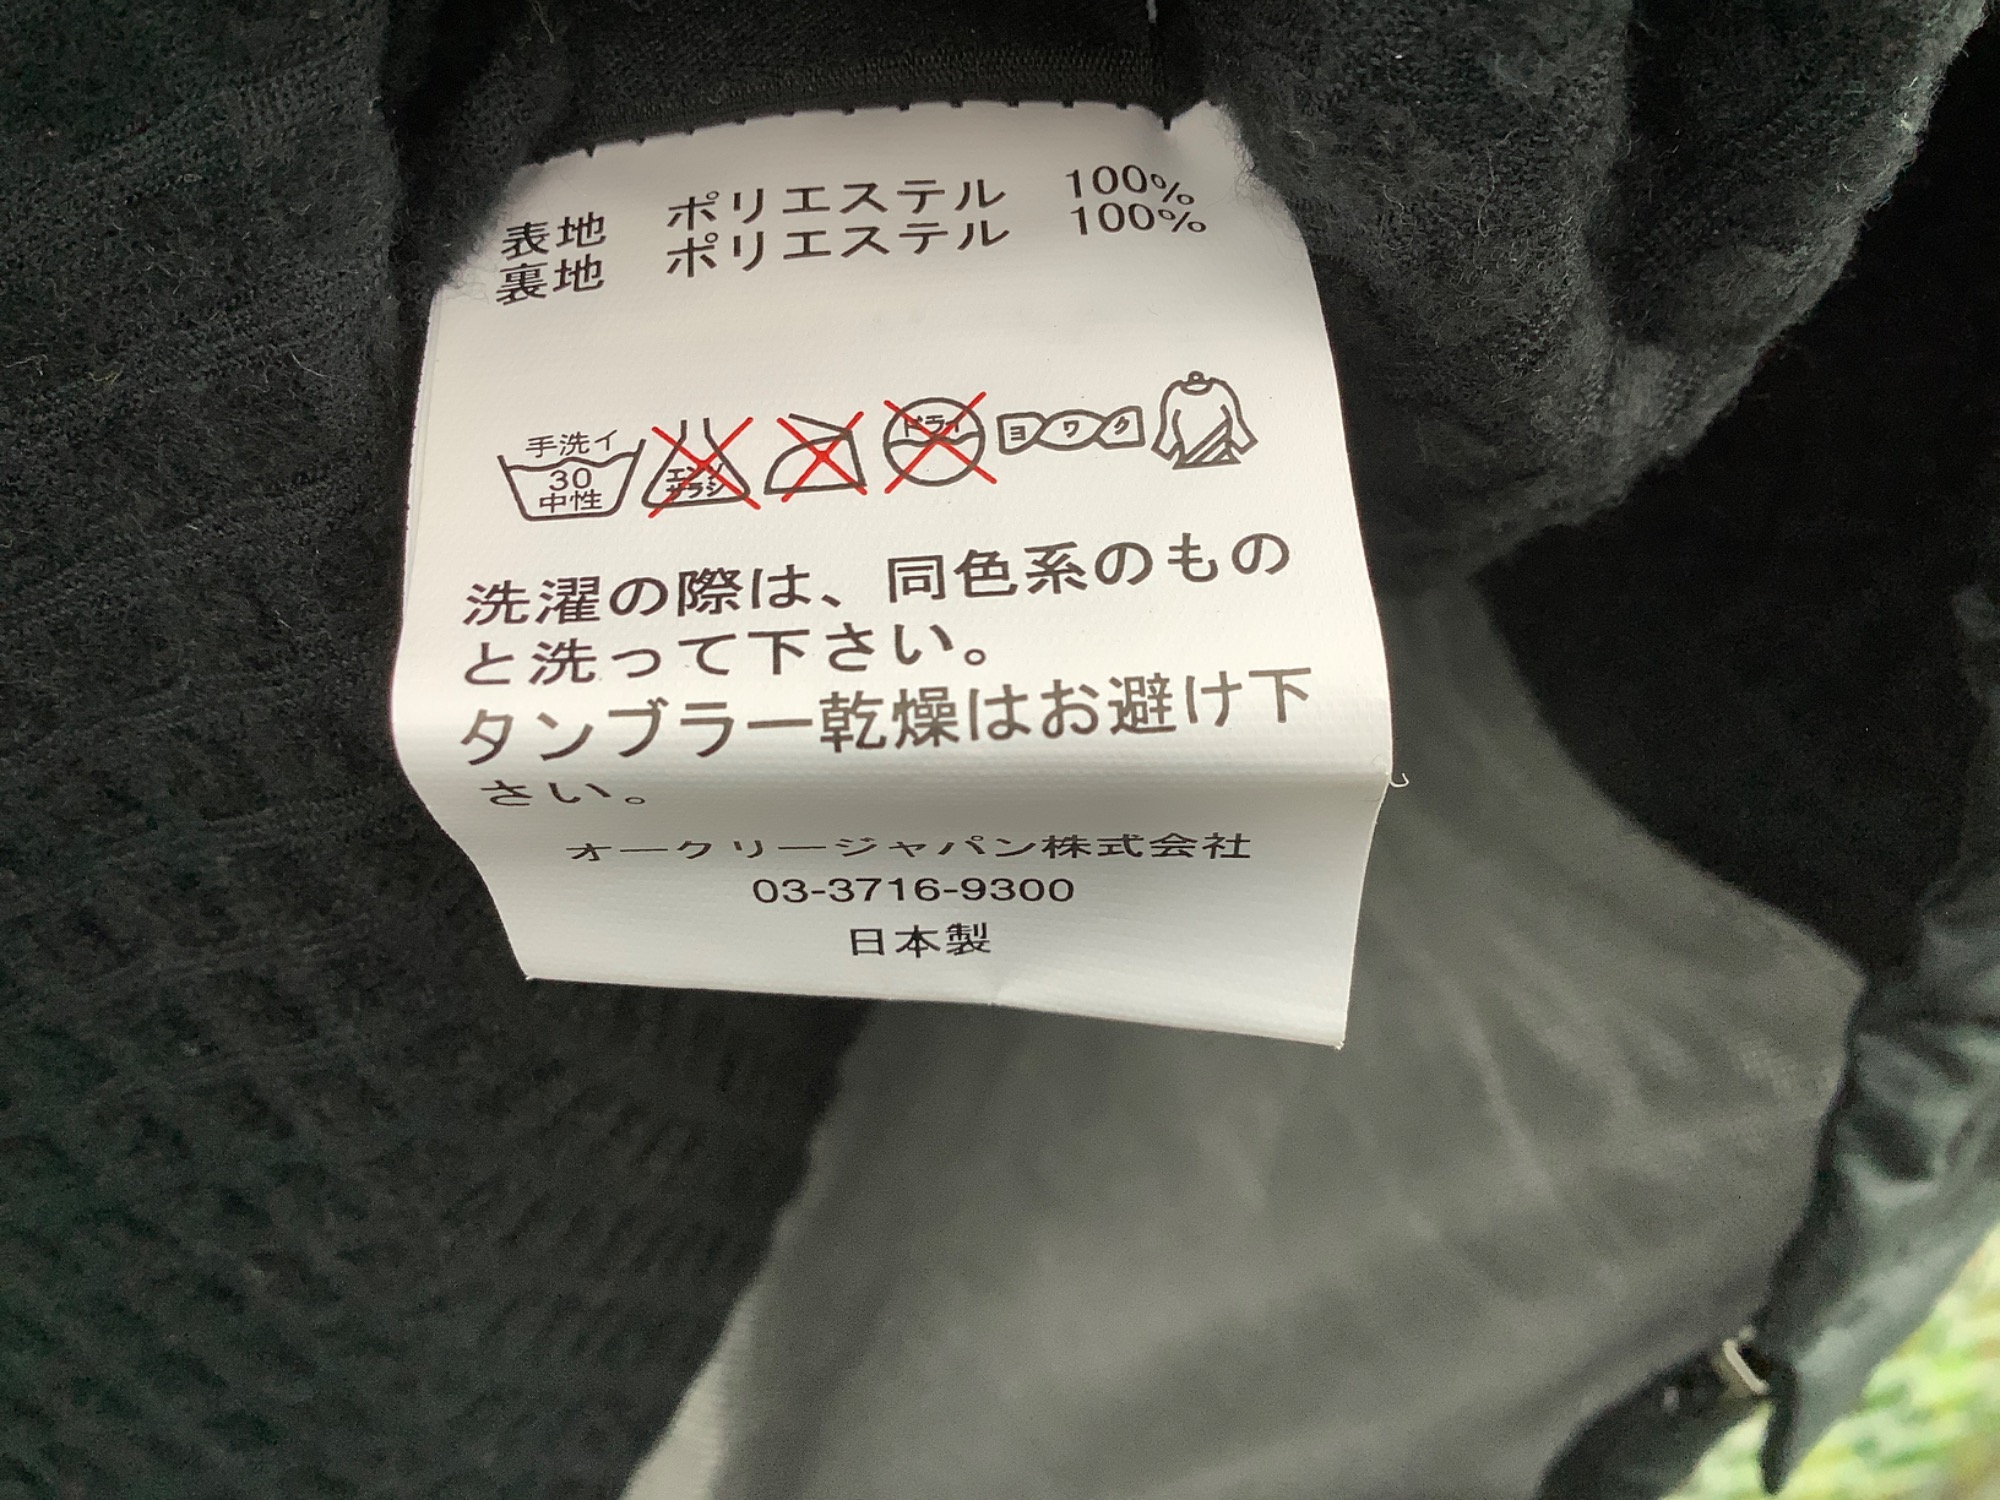 表地 ポリエステル 100%
裏地 ポリエステル 100%
手洗イ 30 中性
エンソサラシ
ドライ
ヨワク
洗濯の際は、同色系のもの
と洗って下さい。
タンブラー乾燥はお避け下
さい。
オークリージャパン株式会社
03-3716-9300
日本製